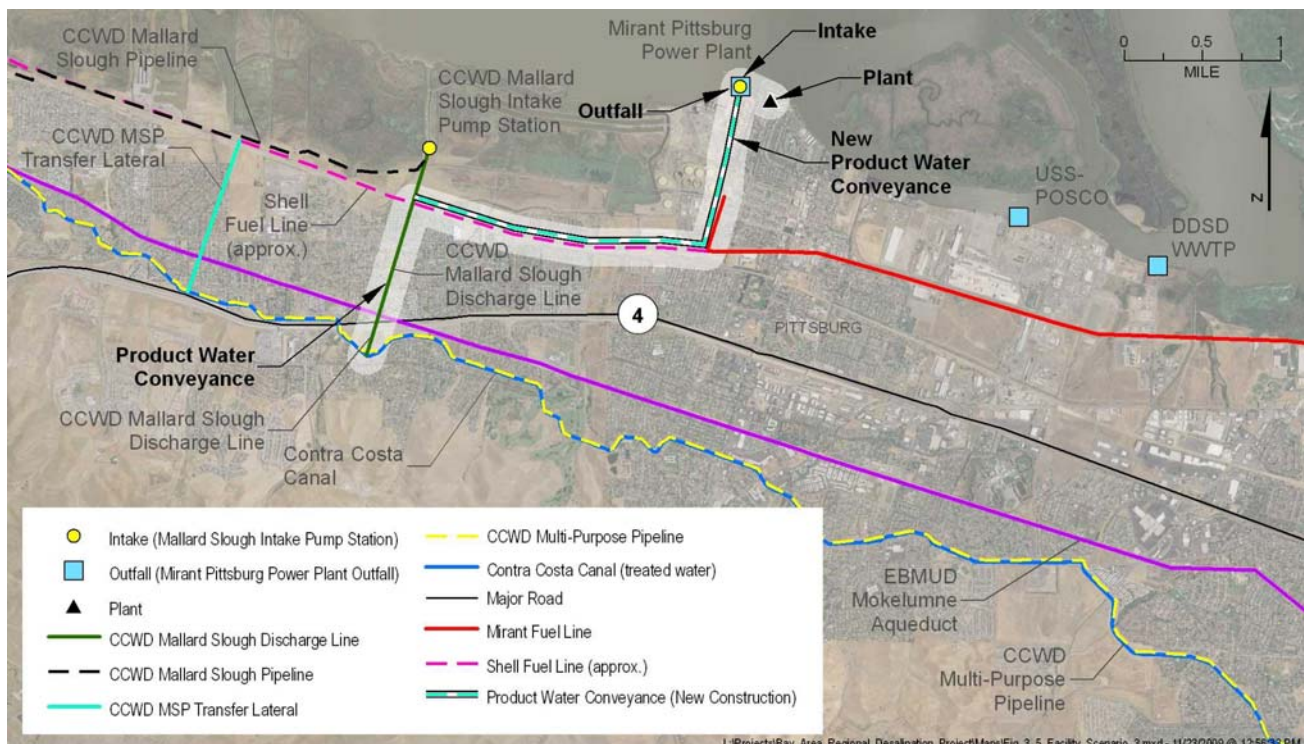 CCWD Mallard
Slough Pipeline
Mirant Pittsburg
Power Plant
Intake
0 0.5 1
MILE
CCWD Mallard
Slough Intake
Pump Station
Plant
Outfall
CCWD MSP
Transfer Lateral
New
Product Water
Conveyance
N
USS-
POSCO
Shell
Fuel Line
(approx.)
DDSD
WWTP
CCWD
Mallard Slough
Discharge Line
4
PITTSBURG
Product Water
Conveyance
CCWD Mallard Slough
Discharge Line
Contra Costa
Canal
EBMUD
Mokelumne
Aqueduct
CCWD
Multi-Purpose
Pipeline
Intake (Mallard Slough Intake Pump Station)
Outfall (Mirant Pittsburg Power Plant Outfall)
Plant
CCWD Mallard Slough Discharge Line
CCWD Mallard Slough Pipeline
CCWD MSP Transfer Lateral
CCWD Multi-Purpose Pipeline
Contra Costa Canal (treated water)
Major Road
Mirant Fuel Line
Shell Fuel Line (approx.)
Product Water Conveyance (New Construction)